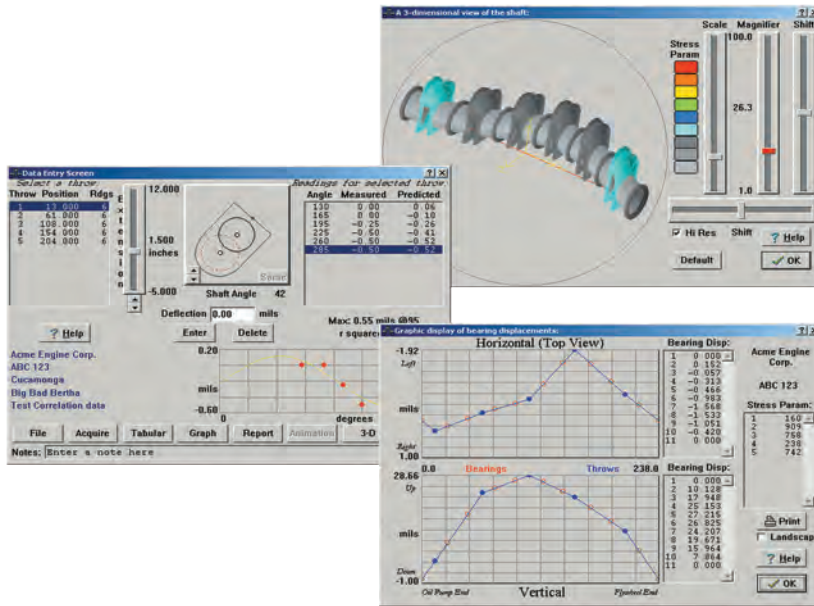 A 3-dimensional view of the shaft:
Scale Magnifier Shift
Stress
Param
100.0
26.3
1.0
Hi Res Shift
? Help
Default
OK
Data Entry Screen
Select a throw
Throw Position Rdgs
1 13.000 6
2 61.000 6
3 108.000 6
4 154.000 6
5 204.000 6
Extension
12.000
1.500
inches
-5.000
Shaft Angle 42
Readings for selected throw
Angle Measured Predicted
130 0.00 0.06
165 0.00 -0.10
195 -0.25 -0.26
225 -0.50 -0.41
260 -0.50 -0.52
285 -0.50 -0.52
Deflection 0.00 mils
Max: 0.55 mils @95
? Help
Enter
Delete
r square
Acme Engine Corp.
ABC 123
Cucamonga
Big Bad Bertha
Test Correlation data
0.20
mils
-0.60
0
degrees
File
Acquire
Tabular
Graph
Report
Animation
3-D
Notes: Enter a note here
Graphic display of bearing displacements:
Horizontal (Top View)
-1.92
Left
mils
Right
1.00
0.0 Bearings Throws 238.0
28.66
Up
mils
Down
-1.00
Oil Pump End Vertical Flywheel End
Bearing Disp:
1 0.000
2 0.152
3 -0.057
4 -0.313
5 -0.466
6 -0.983
7 -1.568
8 -1.533
9 -1.051
10 -0.420
11 0.000
Bearing Disp:
1 0.000
2 10.128
3 17.948
4 25.153
5 27.215
6 26.825
7 24.207
8 19.671
9 15.964
10 7.864
11 0.000
Acme Engine
Corp.
ABC 123
Stress Param:
1 160
2 909
3 758
4 238
5 742
Print
Landscap
? Help
OK